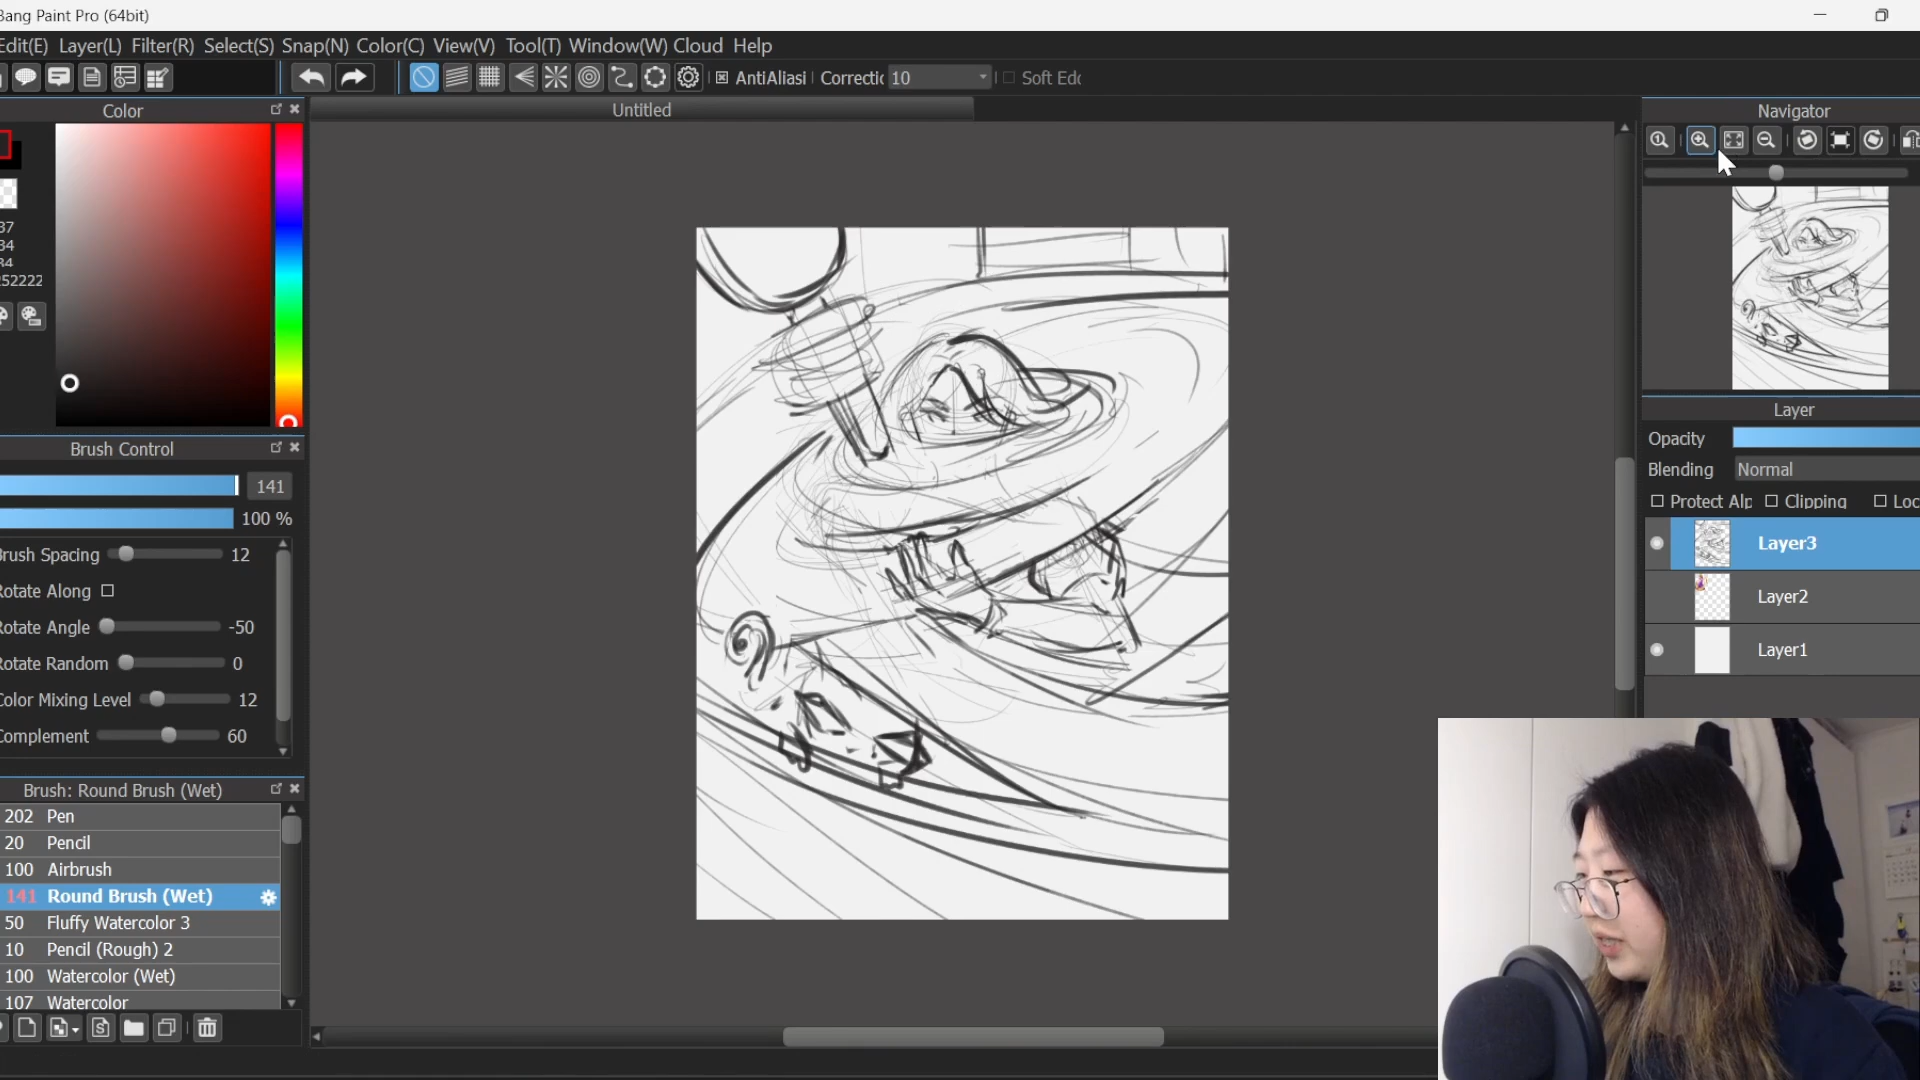 Bang Paint Pro (64bit)
Edit(E) Layer(L) Filter(R) Select(S) Snap(N) Color(C) View(V) Tool(T) Window(W) Cloud Help
AntiAliasi Correctic 10 Soft Edc
Color
Untitled
Navigator
37
34
34
252222
Brush Control
141
100 %
Brush Spacing 12
Rotate Along
Rotate Angle -50
Rotate Random 0
Color Mixing Level 12
Complement 60
Brush: Round Brush (Wet)
202 Pen
20 Pencil
100 Airbrush
141 Round Brush (Wet)
50 Fluffy Watercolor 3
10 Pencil (Rough) 2
100 Watercolor (Wet)
107 Watercolor
Layer
Opacity
Blending Normal
Protect Alp Clipping Loc
Layer3
Layer2
Layer1